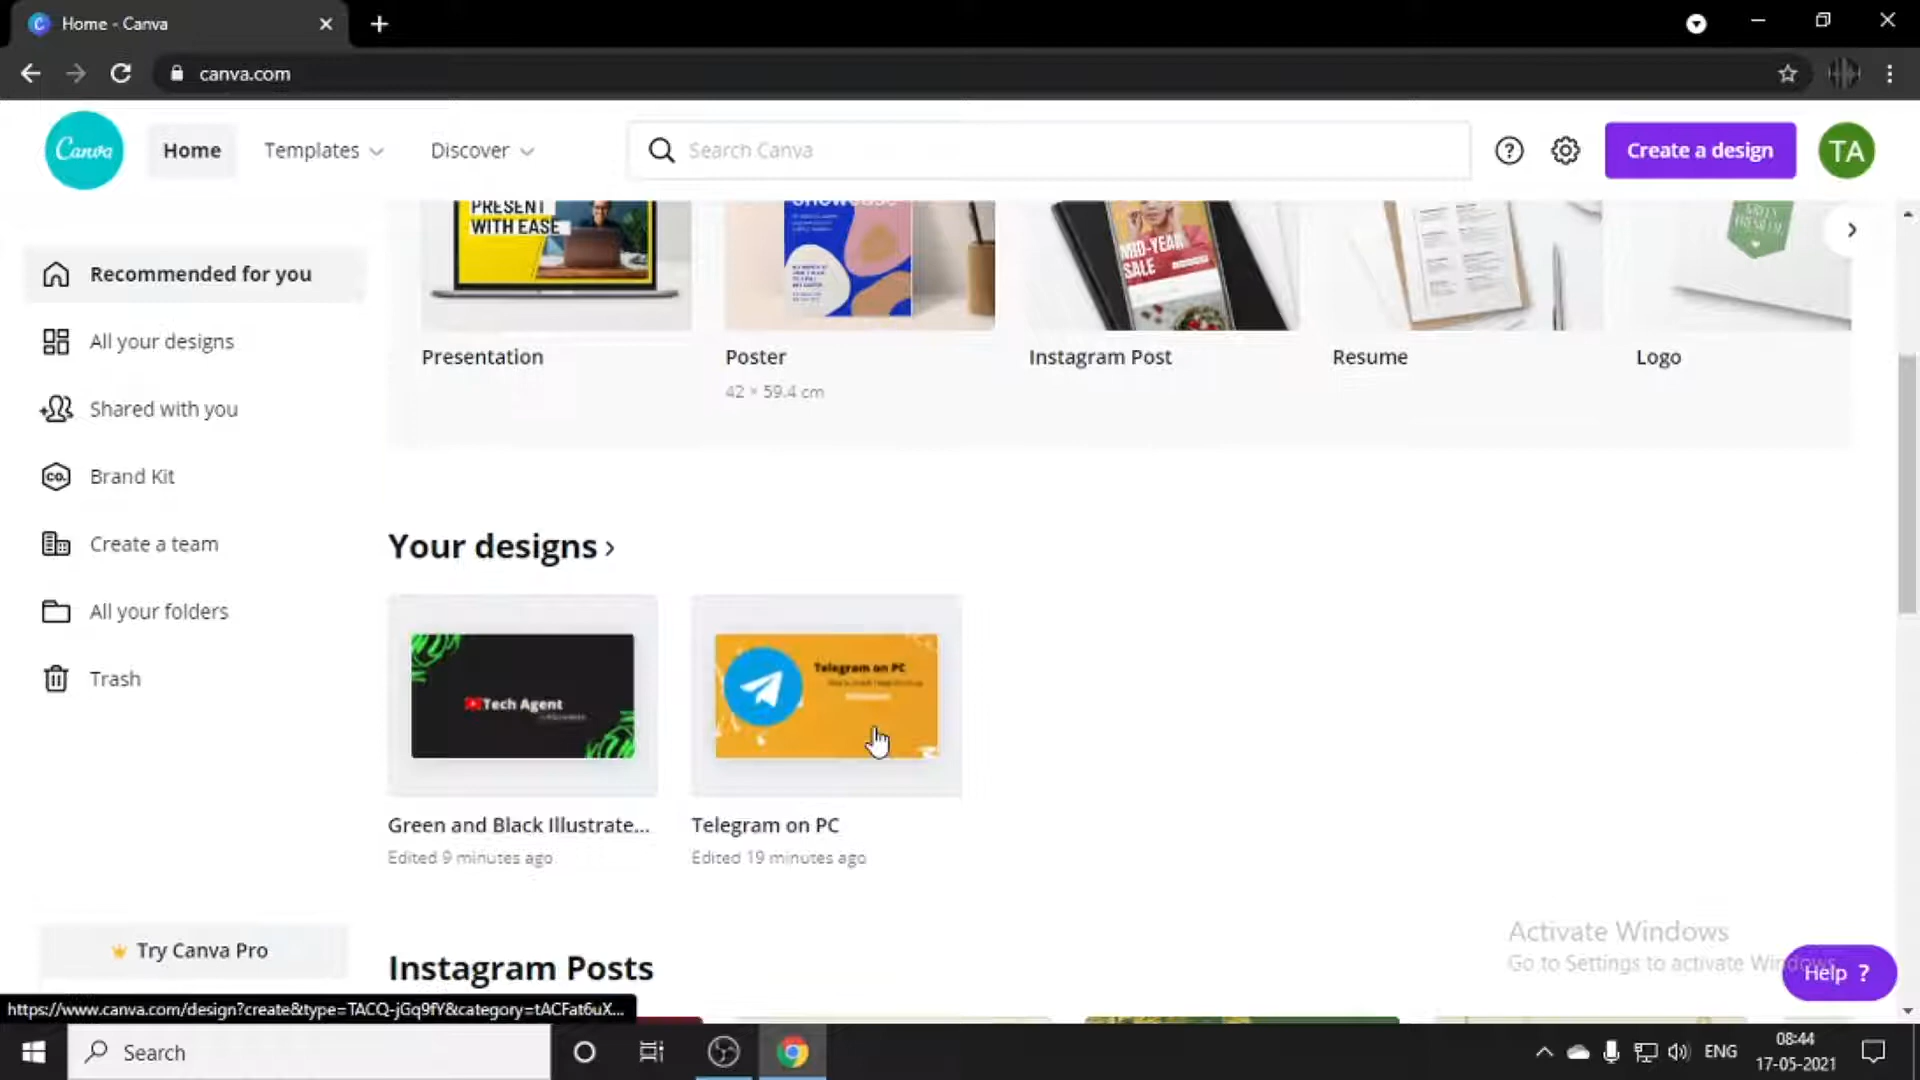 Home - Canva
canva.com
Canva
Home
Templates
Discover
Search Canva
Create a design
TA
PRESENT
WITH EASE
MID-YEAR
SALE
Recommended for you
All your designs
Shared with you
CO.
Brand Kit
Create a team
All your folders
Trash
Try Canva Pro
Presentation
Poster
42 × 59.4 cm
Instagram Post
Resume
Logo
Your designs ›
Tech Agent
Telegram on PC
Green and Black Illustrate...
Edited 9 minutes ago
Telegram on PC
Edited 19 minutes ago
Instagram Posts
Activate Windows
Go to Settings to activate Windows.
Help ?
https://www.canva.com/design?create&type=TACQ-jGq9fY&category=tACFat6uX...
Search
ENG
08:44
17-05-2021